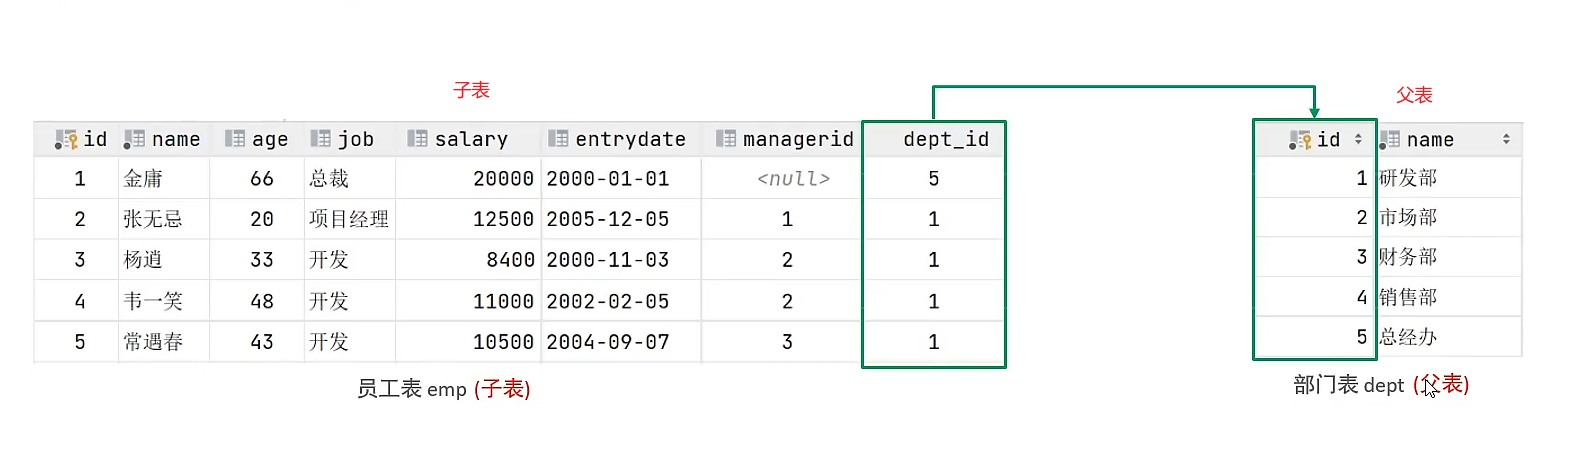 子表
父表
id name age job salary entrydate managerid dept_id
1 金庸 66 总裁 20000 2000-01-01 <null> 5
2 张无忌 20 项目经理 12500 2005-12-05 1 1
3 杨逍 33 开发 8400 2000-11-03 2 1
4 韦一笑 48 开发 11000 2002-02-05 2 1
5 常遇春 43 开发 10500 2004-09-07 3 1
员工表 emp (子表)
id name
1 研发部
2 市场部
3 财务部
4 销售部
5 总经办
部门表 dept (父表)